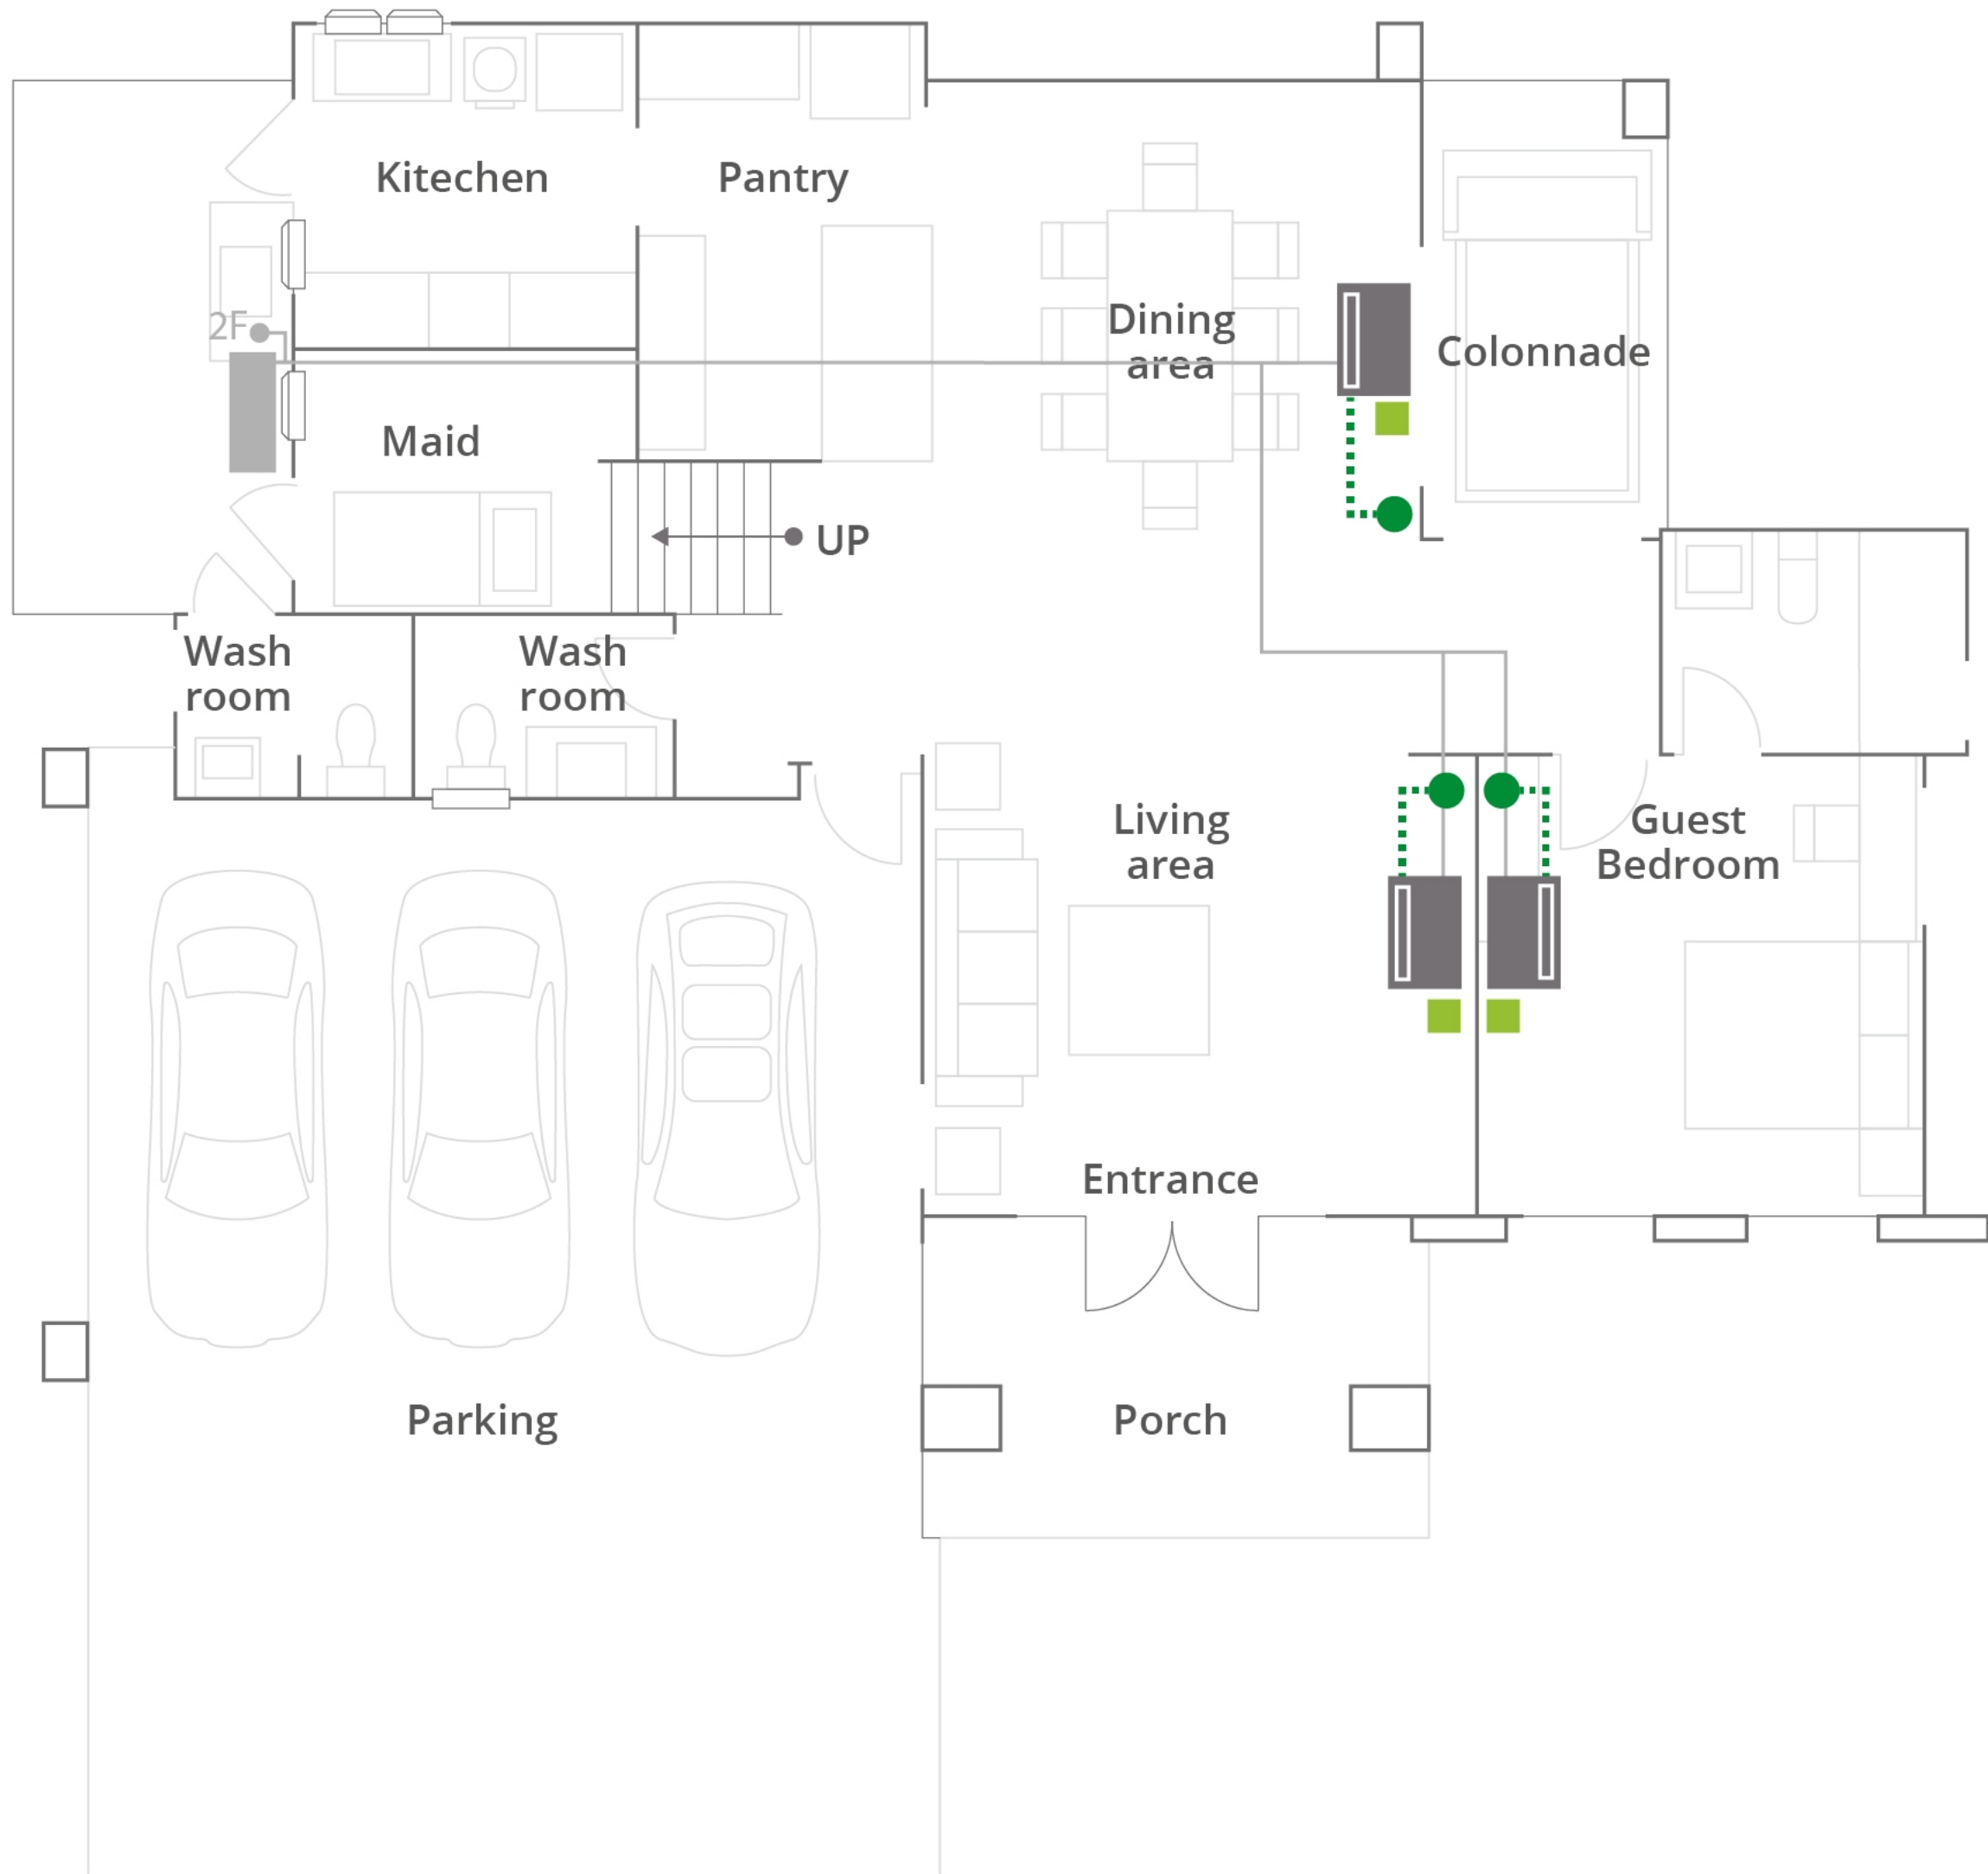 Kitechen
Pantry
2F
Dining
area
Colonnade
Maid
UP
Wash
room
Wash
room
Living
area
Guest
Bedroom
Entrance
Parking
Porch